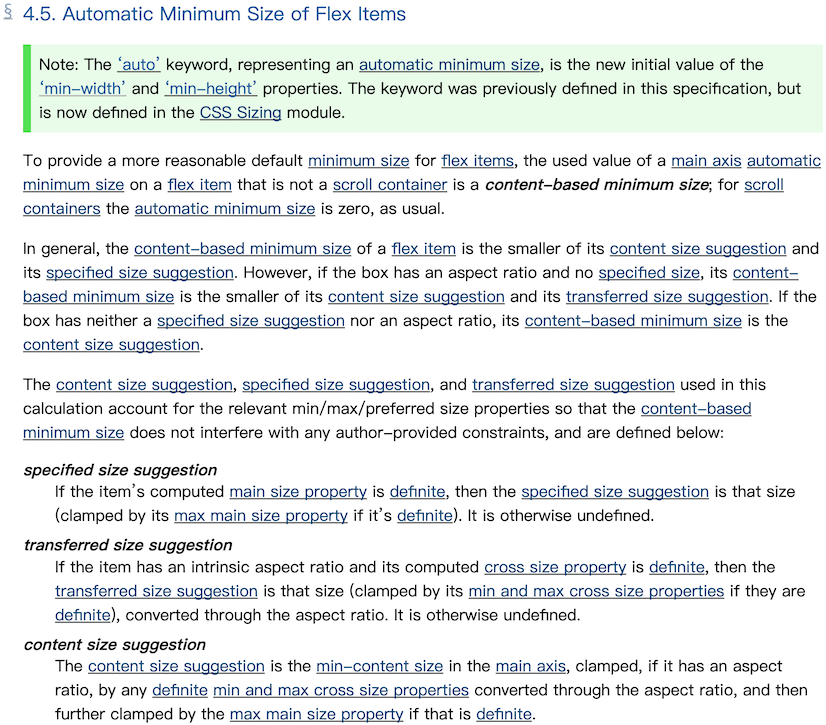 § 4.5. Automatic Minimum Size of Flex Items
Note: The ‘auto’ keyword, representing an automatic minimum size, is the new initial value of the
‘min-width’ and ‘min-height’ properties. The keyword was previously defined in this specification, but
is now defined in the CSS Sizing module.
To provide a more reasonable default minimum size for flex items, the used value of a main axis automatic
minimum size on a flex item that is not a scroll container is a content-based minimum size; for scroll
containers the automatic minimum size is zero, as usual.
In general, the content-based minimum size of a flex item is the smaller of its content size suggestion and
its specified size suggestion. However, if the box has an aspect ratio and no specified size, its content-
based minimum size is the smaller of its content size suggestion and its transferred size suggestion. If the
box has neither a specified size suggestion nor an aspect ratio, its content-based minimum size is the
content size suggestion.
The content size suggestion, specified size suggestion, and transferred size suggestion used in this
calculation account for the relevant min/max/preferred size properties so that the content-based
minimum size does not interfere with any author-provided constraints, and are defined below:
specified size suggestion
If the item’s computed main size property is definite, then the specified size suggestion is that size
(clamped by its max main size property if it’s definite). It is otherwise undefined.
transferred size suggestion
If the item has an intrinsic aspect ratio and its computed cross size property is definite, then the
transferred size suggestion is that size (clamped by its min and max cross size properties if they are
definite), converted through the aspect ratio. It is otherwise undefined.
content size suggestion
The content size suggestion is the min-content size in the main axis, clamped, if it has an aspect
ratio, by any definite min and max cross size properties converted through the aspect ratio, and then
further clamped by the max main size property if that is definite.